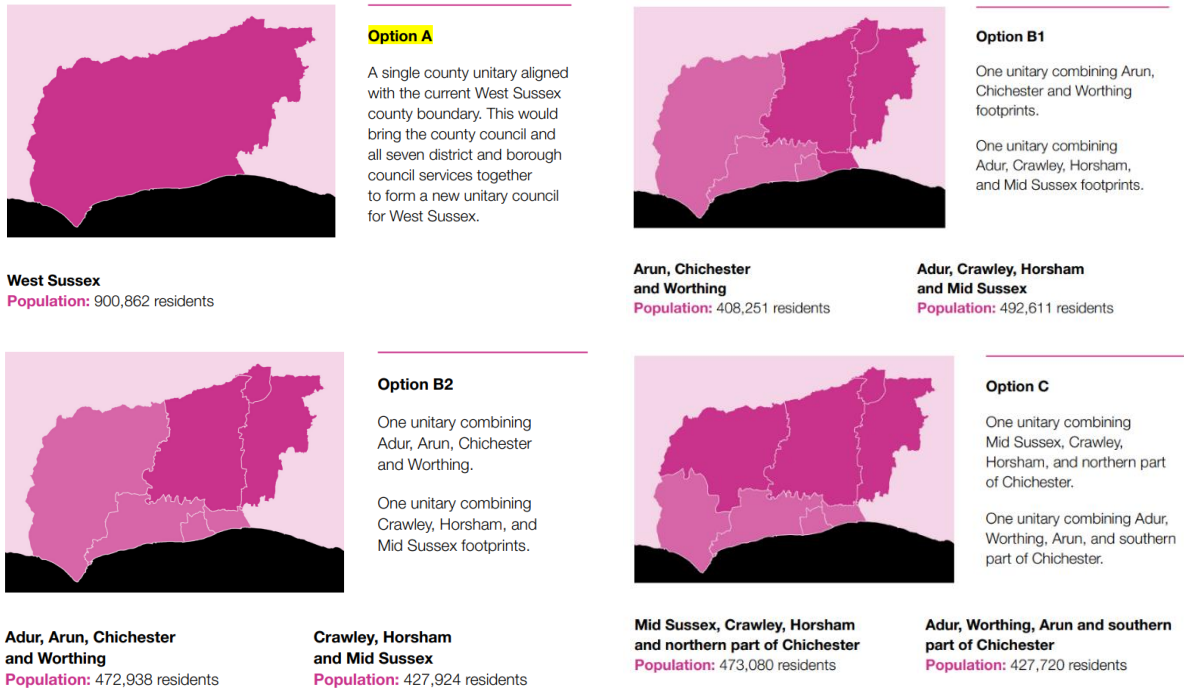 Option A
A single county unitary aligned
with the current West Sussex
county boundary. This would
bring the county council and
all seven district and borough
council services together
to form a new unitary council
for West Sussex.
West Sussex
Population: 900,862 residents
Option B1
One unitary combining Arun,
Chichester and Worthing
footprints.
One unitary combining
Adur, Crawley, Horsham,
and Mid Sussex footprints.
Arun, Chichester
and Worthing
Population: 408,251 residents
Adur, Crawley, Horsham
and Mid Sussex
Population: 492,611 residents
Option B2
One unitary combining
Adur, Arun, Chichester
and Worthing.
One unitary combining
Crawley, Horsham, and
Mid Sussex footprints.
Adur, Arun, Chichester
and Worthing
Population: 472,938 residents
Crawley, Horsham
and Mid Sussex
Population: 427,924 residents
Option C
One unitary combining
Mid Sussex, Crawley,
Horsham, and northern part
of Chichester.
One unitary combining Adur,
Worthing, Arun, and southern
part of Chichester.
Mid Sussex, Crawley, Horsham
and northern part of Chichester
Population: 473,080 residents
Adur, Worthing, Arun and southern
part of Chichester
Population: 427,720 residents